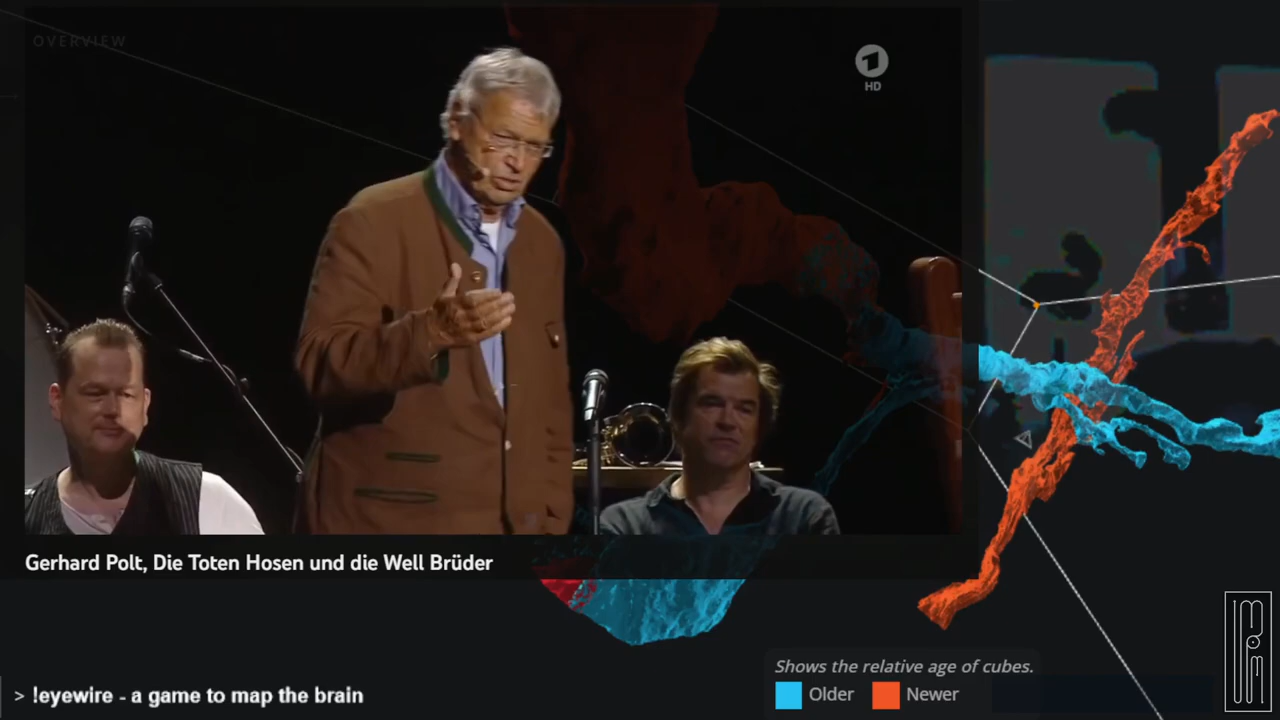 OVERVIEW
1
HD
Gerhard Polt, Die Toten Hosen und die Well Brüder
Shows the relative age of cubes.
Older
Newer
> !eyewire - a game to map the brain